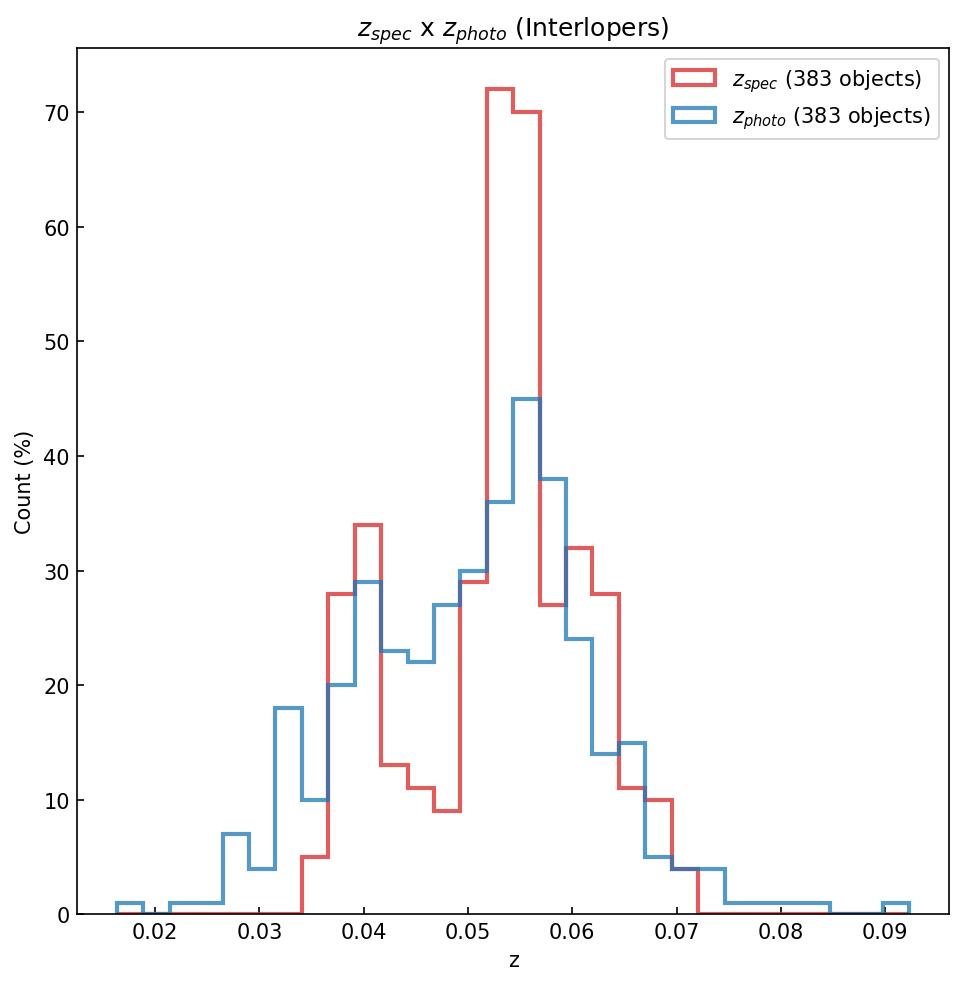 z_spec x z_photo (Interlopers)
z_spec (383 objects)
z_photo (383 objects)
Count (%)
70
60
50
40
30
20
10
0
0.02 0.03 0.04 0.05 0.06 0.07 0.08 0.09
z